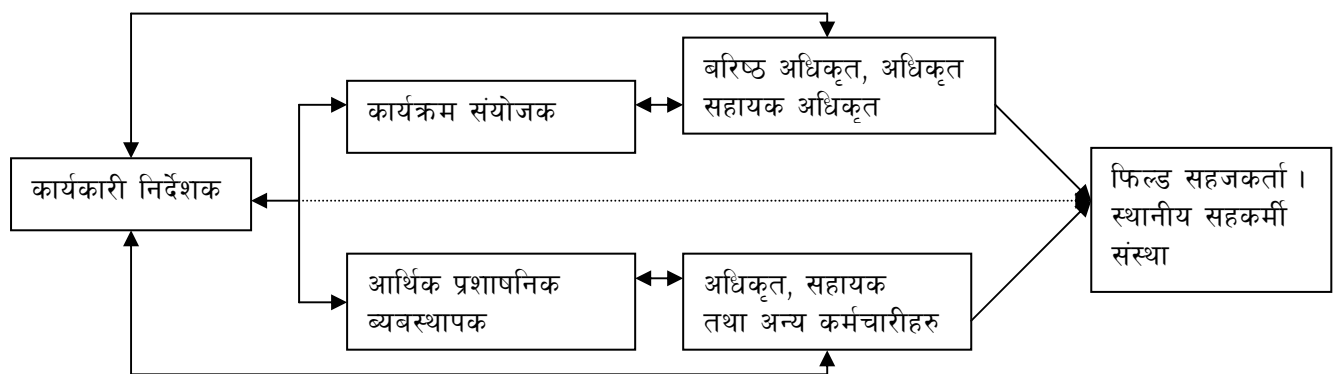 बरिष्ठ अधिकृत, अधिकृत
सहायक अधिकृत
कार्यक्रम संयोजक
कार्यकारी निर्देशक
फिल्ड सहजकर्ता ।
स्थानीय सहकर्मी
संस्था
आर्थिक प्रशाषनिक
ब्यबस्थापक
अधिकृत, सहायक
तथा अन्य कर्मचारीहरु